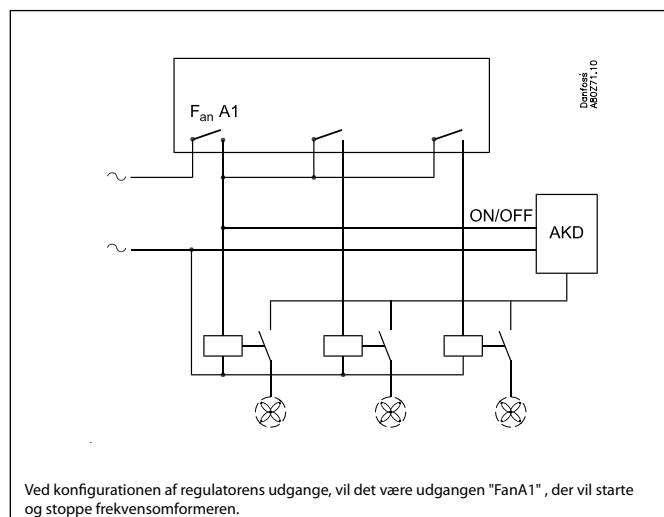 Danfoss
A80Z71.10
Fan A1
ON/OFF
AKD
Ved konfigurationen af regulatorens udgange, vil det være udgangen "FanA1" , der vil starte
og stoppe frekvensomformeren.